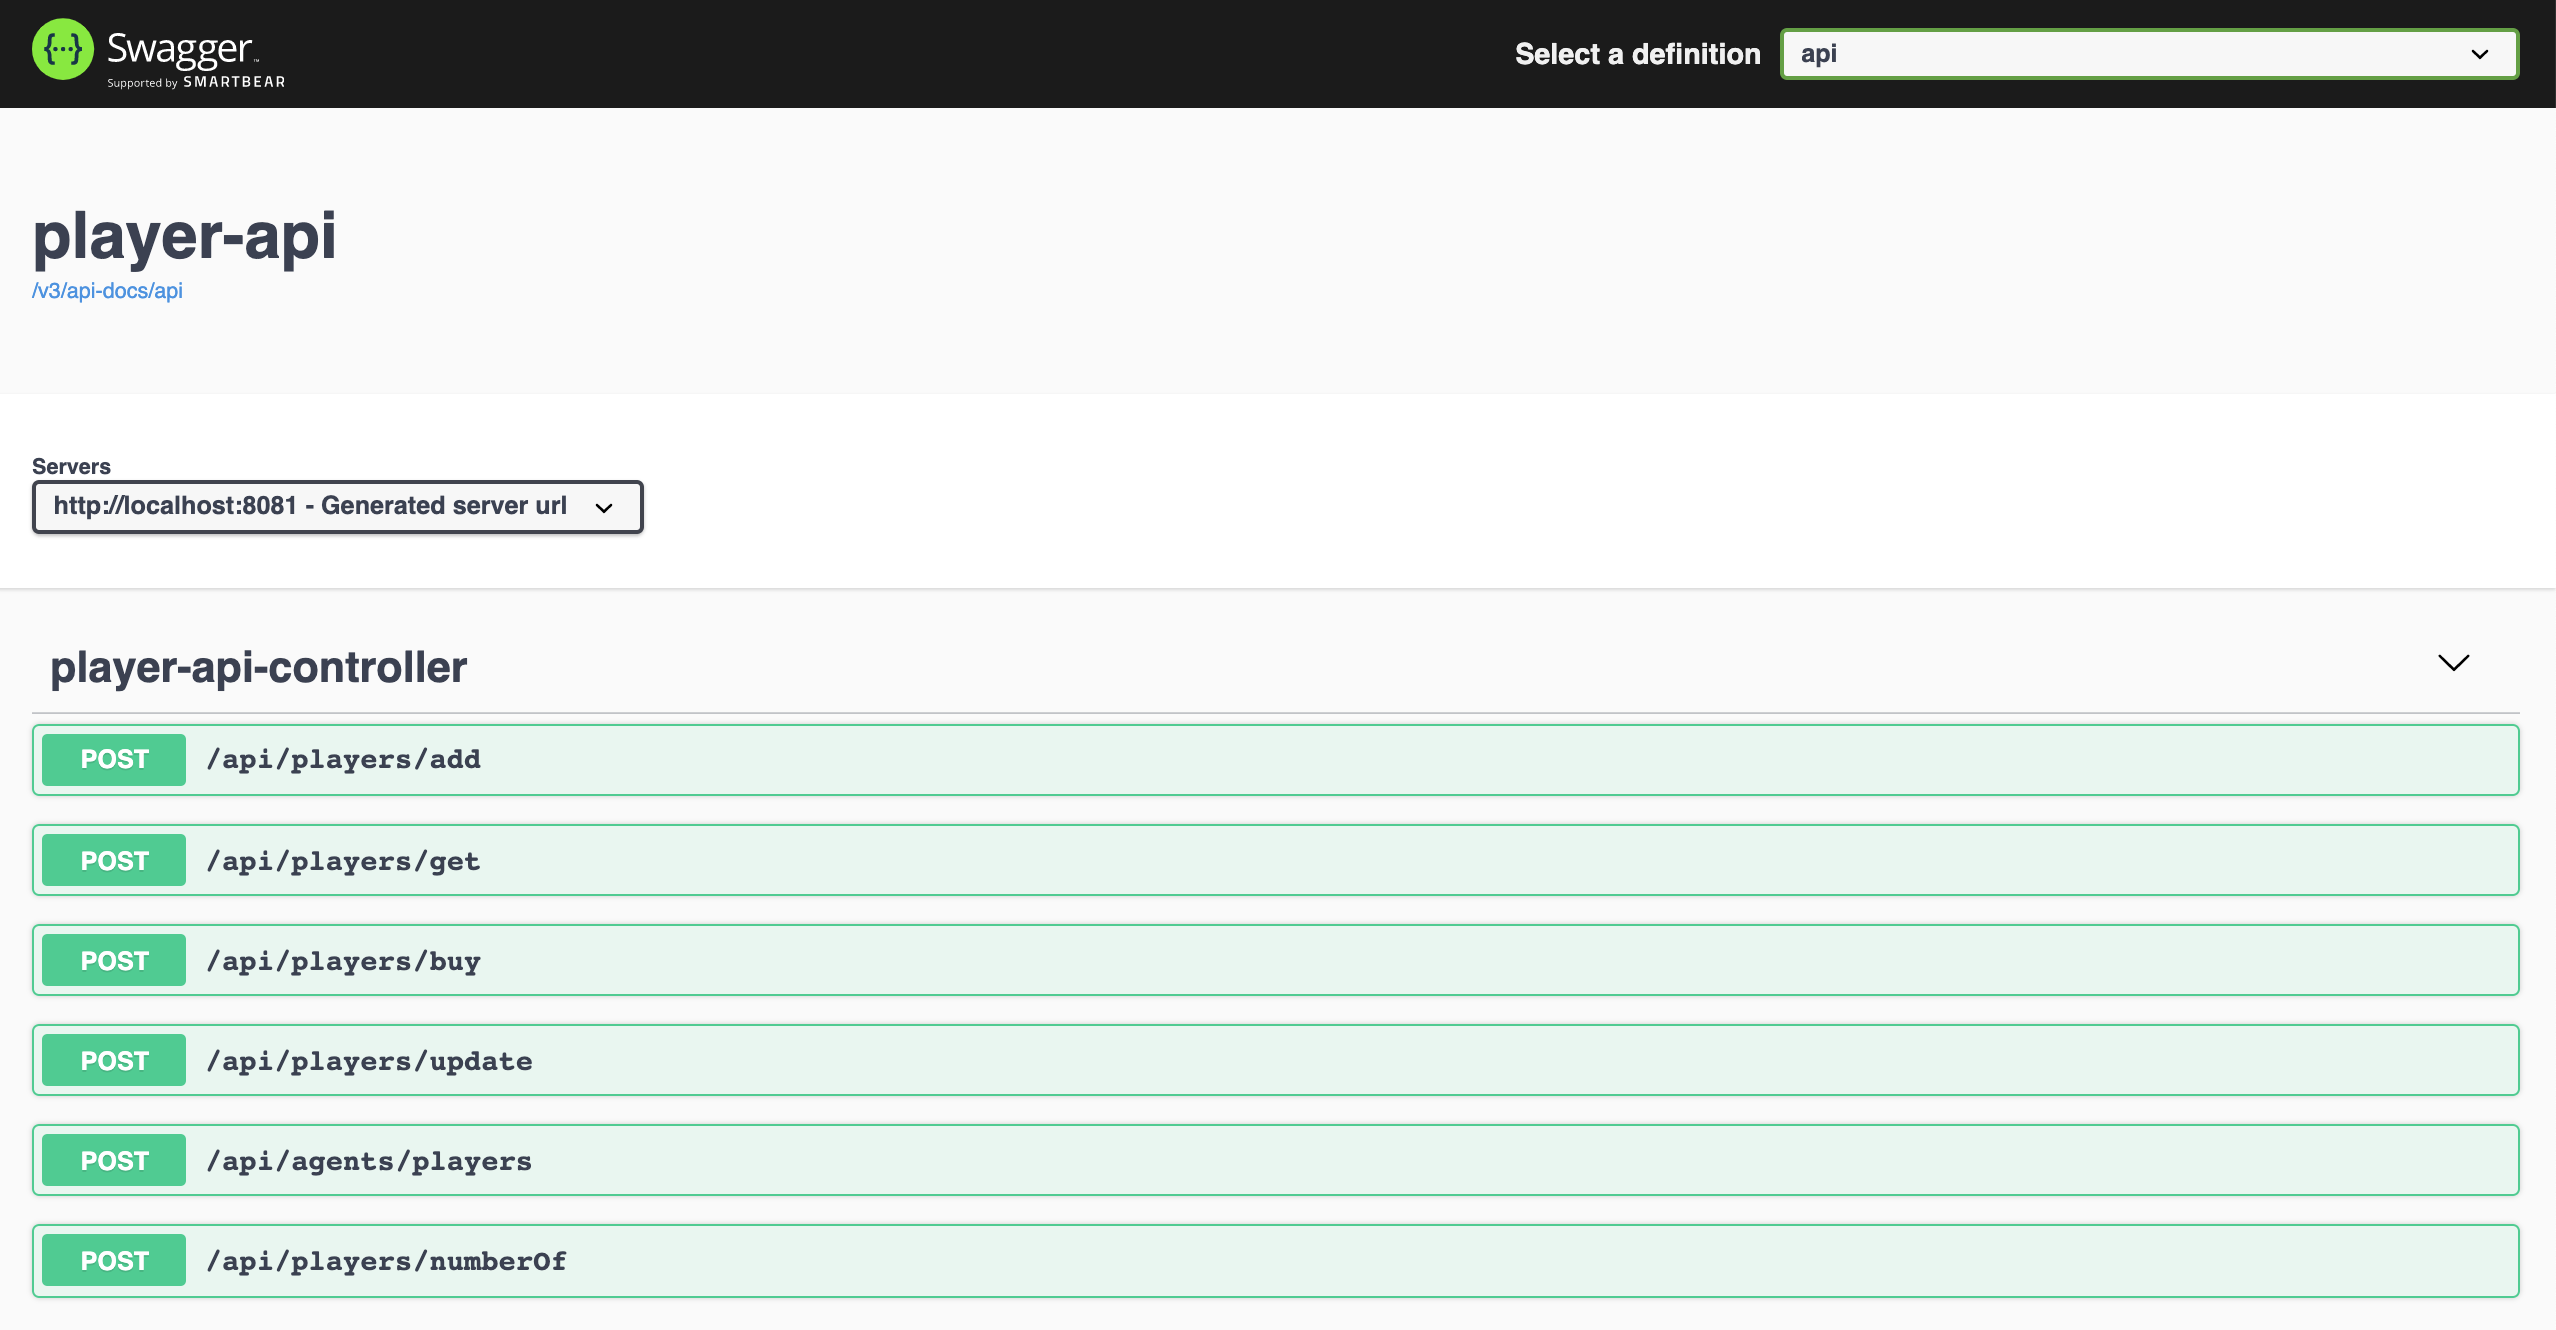 {...} Swagger™
Supported by SMARTBEAR
Select a definition
api
player-api
/v3/api-docs/api
Servers
http://localhost:8081 - Generated server url
player-api-controller
POST /api/players/add
POST /api/players/get
POST /api/players/buy
POST /api/players/update
POST /api/agents/players
POST /api/players/numberOf